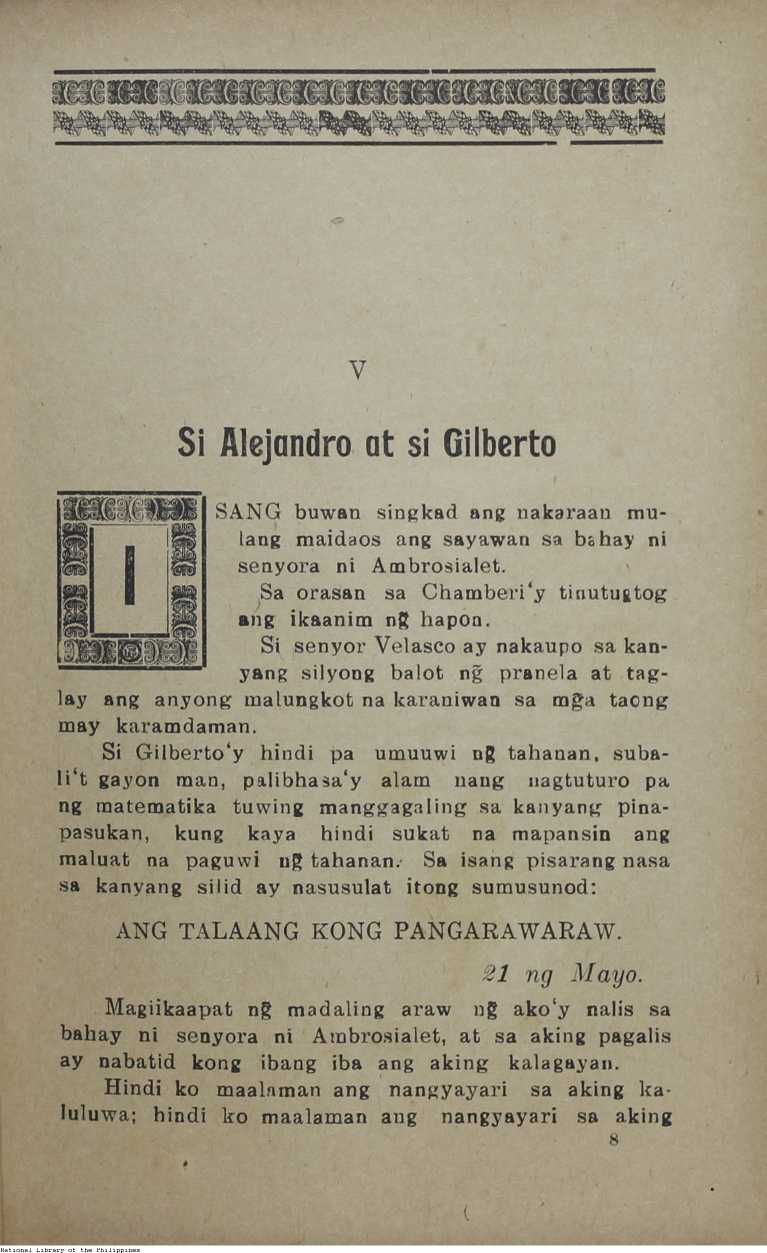 V
Si Alejandro at si Gilberto
ISANG buwan singkad ang nakaraan mu-
lang maidaos ang sayawan sa bahay ni
senyora ni Ambrosialet.
Sa orasan sa Chamberi‘y tinutugtog
ang ikaanim ng̃ hapon.
Si senyor Velasco ay nakaupo sa kan-
yang silyong balot ng̃ pranela at tag-
lay ang anyong malungkot na karaniwan sa mg̃a taong
may karamdaman.
Si Gilberto‘y hindi pa umuuwi ng̃ tahanan, suba-
li‘t gayon man, palibhasa‘y alam nang nagtuturo pa
ng matematika tuwing manggagaling sa kanyang pina-
pasukan, kung kaya hindi sukat na mapansin ang
maluat na paguwi ng̃ tahanan. Sa isang pisarang nasa
sa kanyang silid ay nasusulat itong sumusunod:
ANG TALAANG KONG PANGARAWARAW.
21 ng Mayo.
Magiikaapat ng̃ madaling araw ng̃ ako‘y nalis sa
bahay ni senyora ni Ambrosialet, at sa aking pagalis
ay nabatid kong ibang iba ang aking kalagayan.
Hindi ko maalaman ang nangyayari sa aking ka-
luluwa; hindi ko maalaman ang nangyayari sa aking
8
National Library of the Philippines